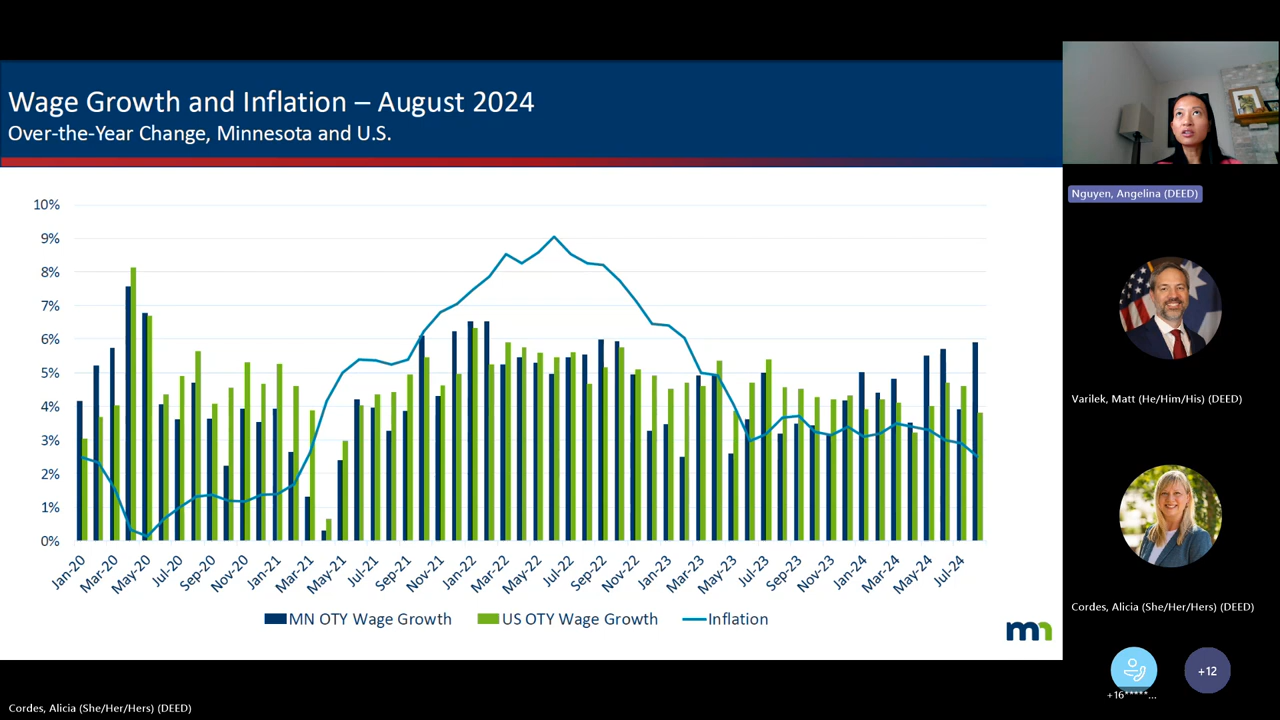 Wage Growth and Inflation – August 2024
Over-the-Year Change, Minnesota and U.S.
10%
9%
8%
7%
6%
5%
4%
3%
2%
1%
0%
Jan-20
Mar-20
May-20
Jul-20
Sep-20
Nov-20
Jan-21
Mar-21
May-21
Jul-21
Sep-21
Nov-21
Jan-22
Mar-22
May-22
Jul-22
Sep-22
Nov-22
Jan-23
Mar-23
May-23
Jul-23
Sep-23
Nov-23
Jan-24
Mar-24
May-24
Jul-24
MN OTY Wage Growth
US OTY Wage Growth
Inflation
mn
Nguyen, Angelina (DEED)
Varilek, Matt (He/Him/His) (DEED)
Cordes, Alicia (She/Her/Hers) (DEED)
+16*****...
+12
Cordes, Alicia (She/Her/Hers) (DEED)